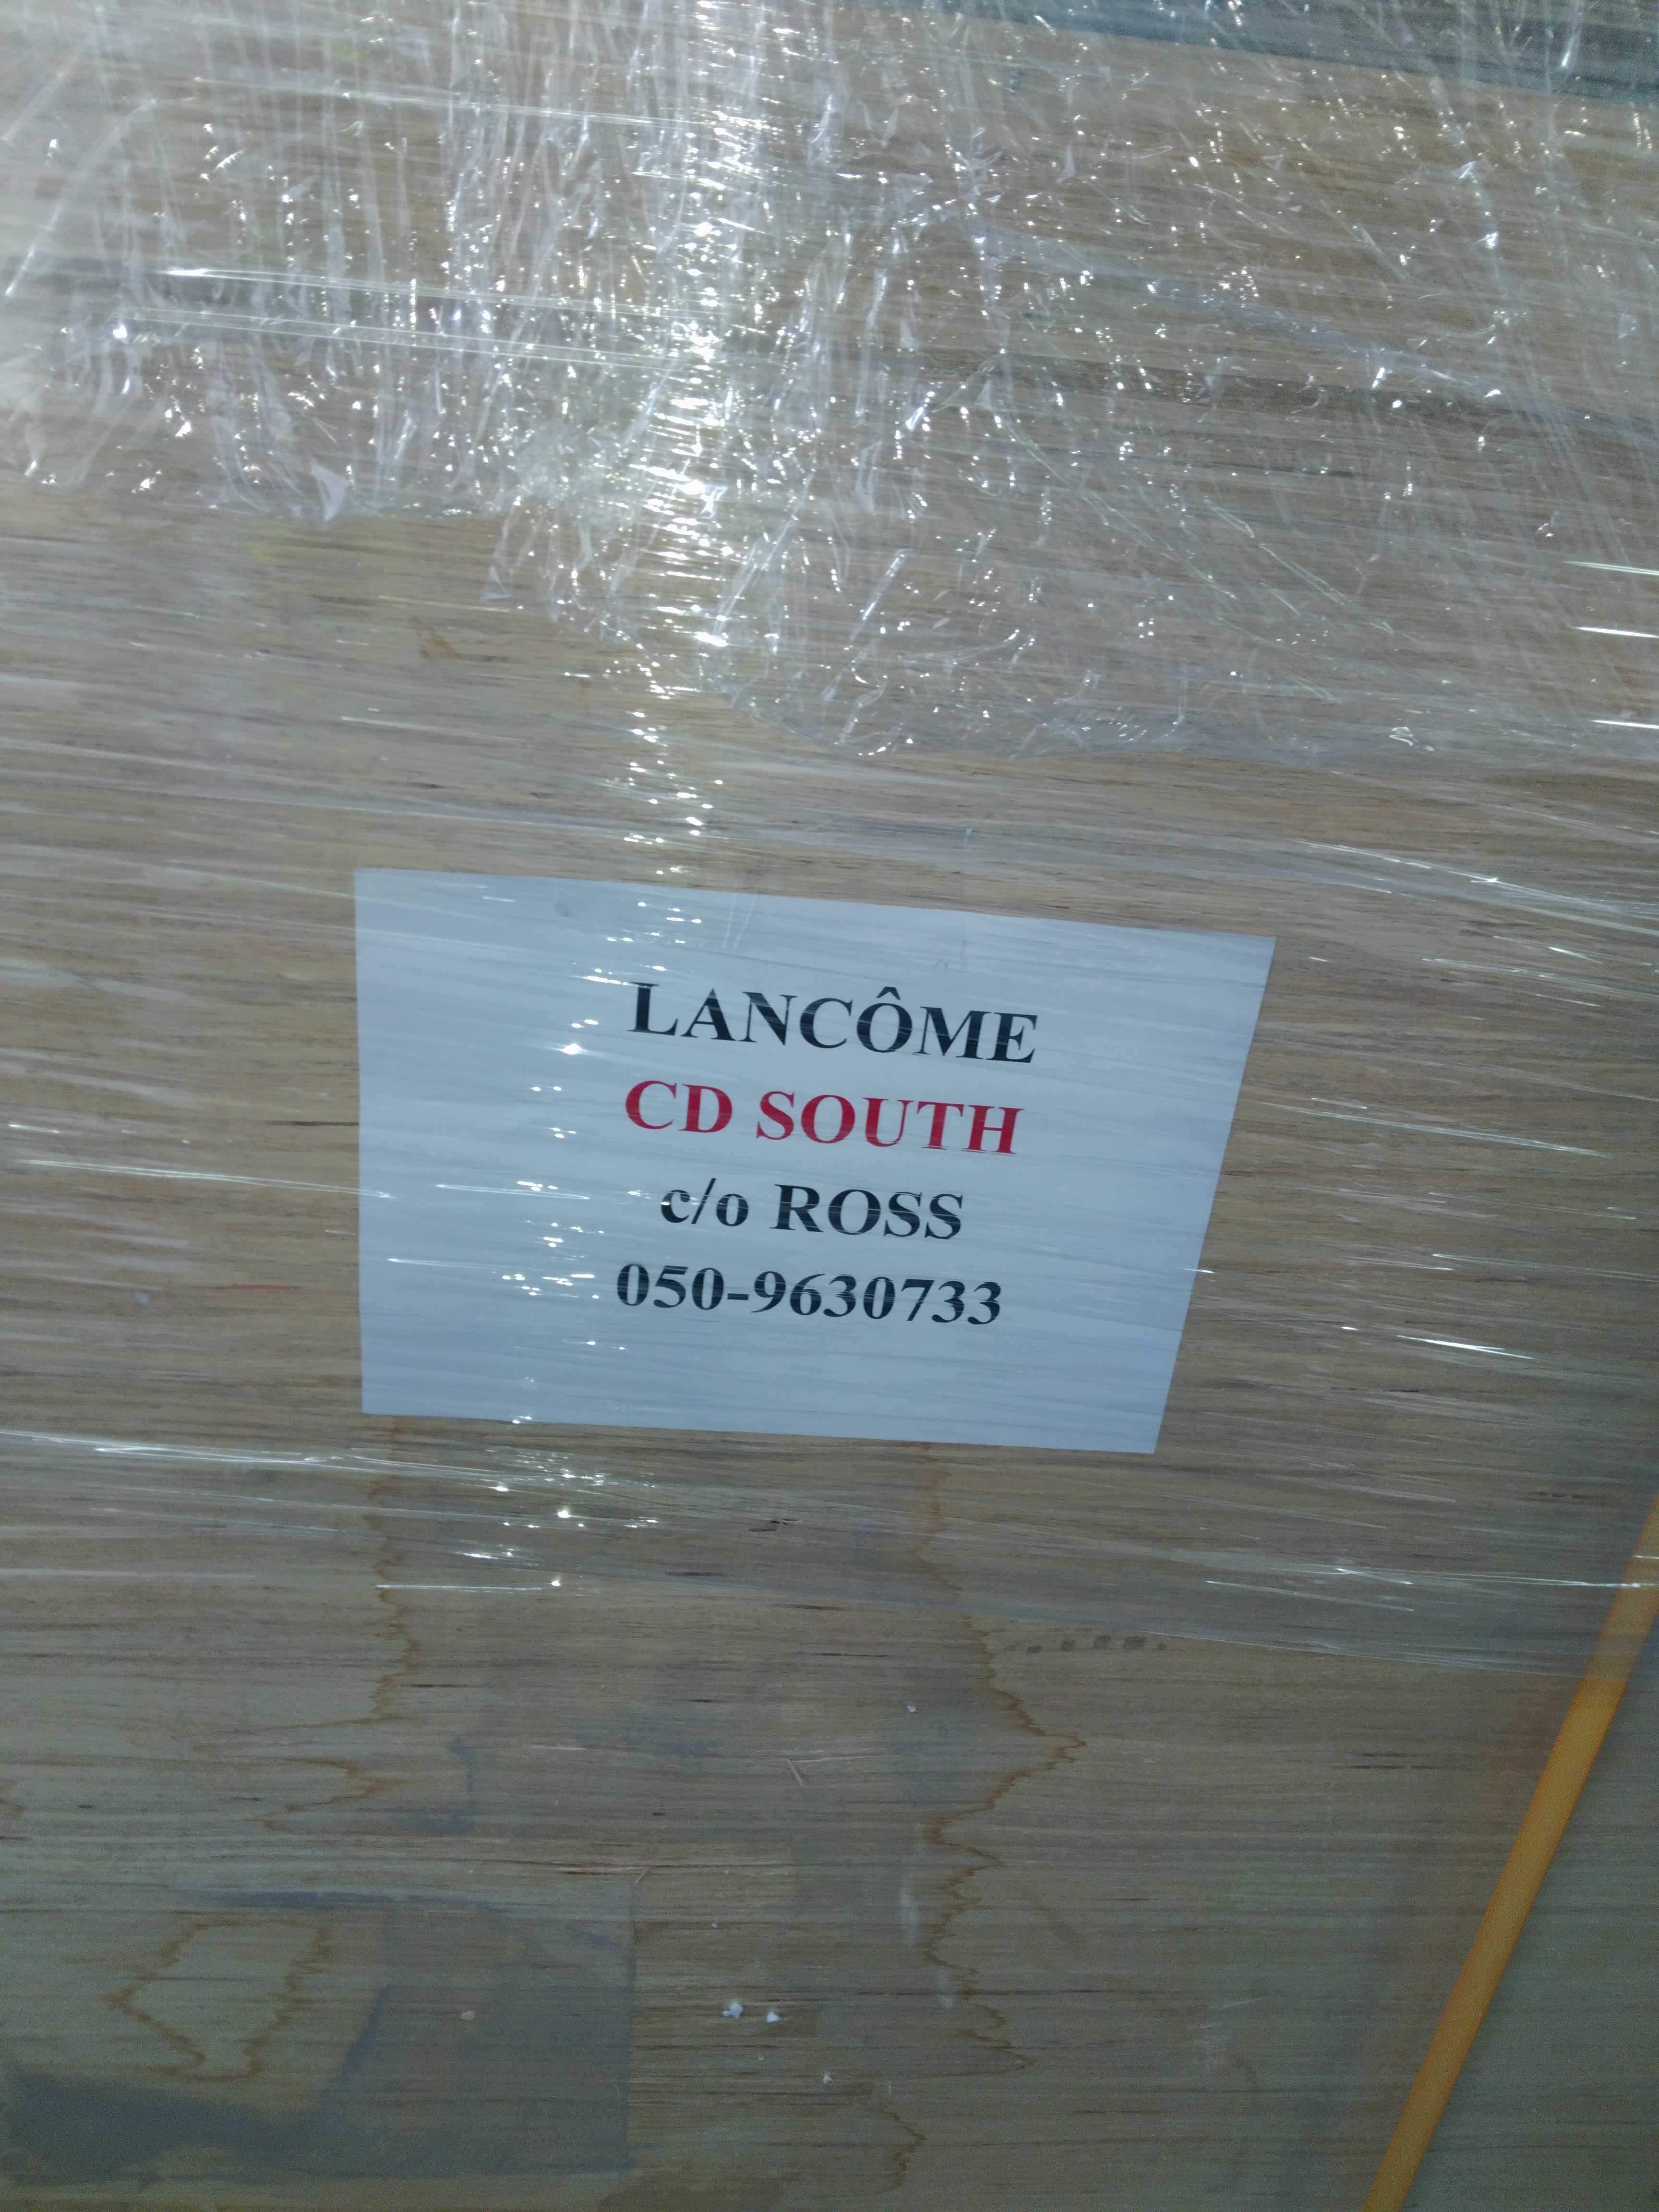 LANCÔME
CD SOUTH
c/o ROSS
050-9630733